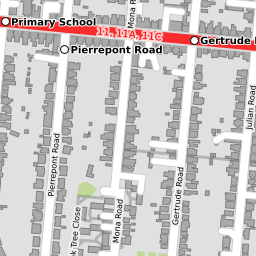 Mona R
Primary School
11, 11A, 11C
Gertrude
Pierrepont Road
Julian Road
Pierrepont Road
Gertrude Road
Tree Close
Mona Road